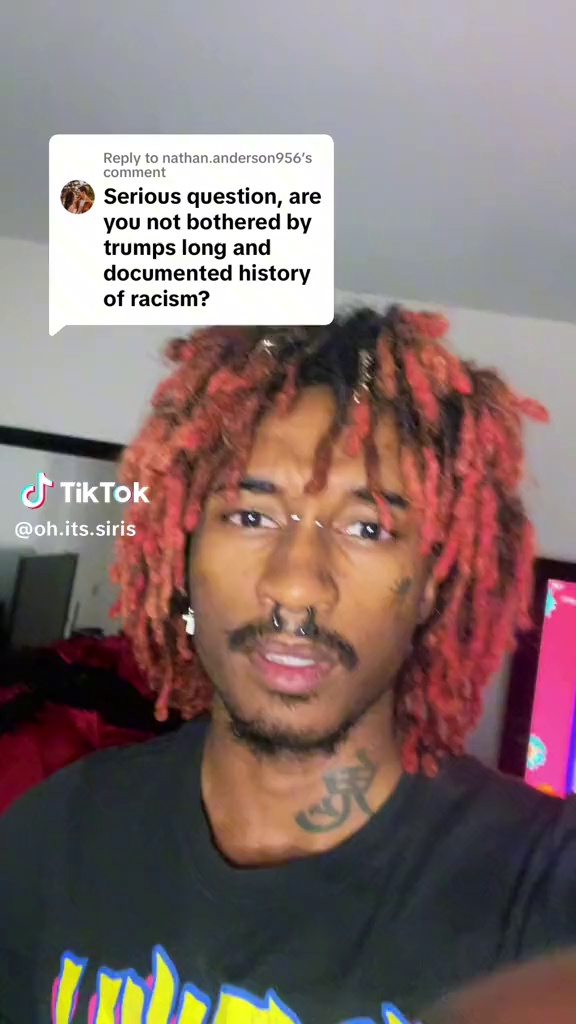 Reply to nathan.anderson956's
comment
Serious question, are
you not bothered by
trumps long and
documented history
of racism?
TikTok
@oh.its.siris